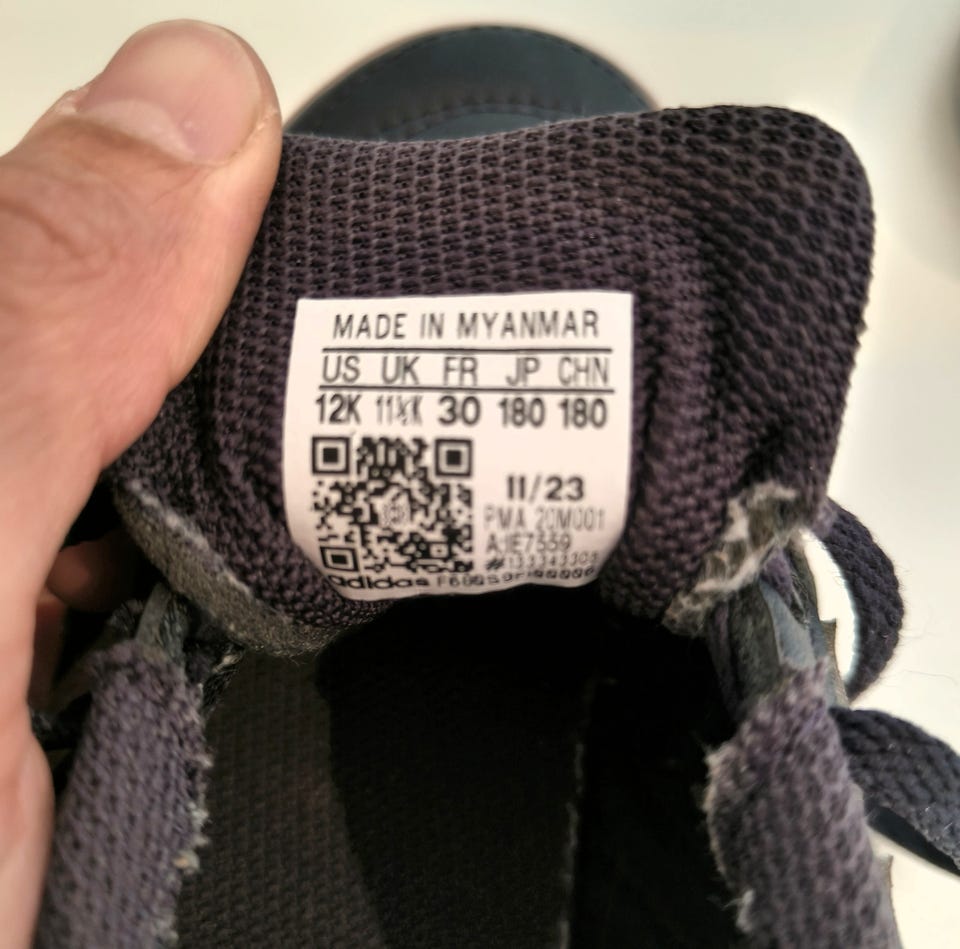 MADE IN MYANMAR
US UK FR JP CHN
12K 11½K 30 180 180
11/23
PMA 20M001
adidas